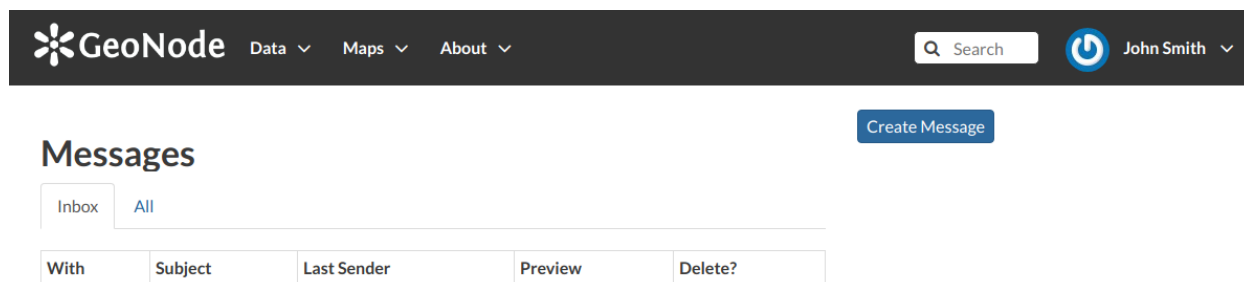 GeoNode Data Maps About Search John Smith
Create Message
Messages
Inbox All
With Subject Last Sender Preview Delete?